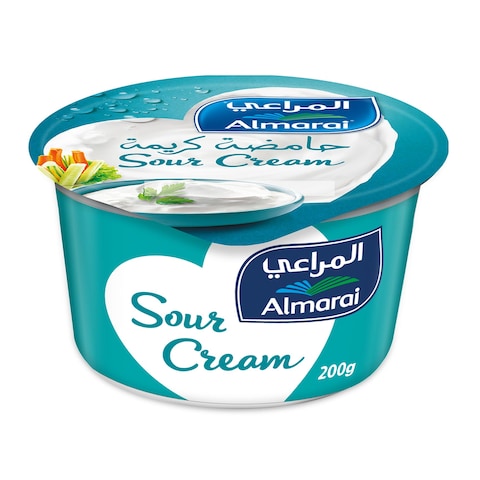 المراعي
Almarai
حامضة كريمة
Sour Cream
المراعي
Almarai
Sour
Cream
200g